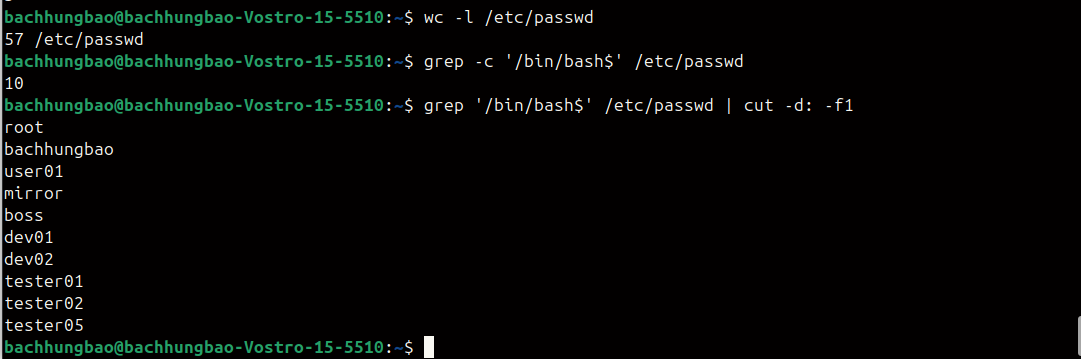 bachhungbao@bachhungbao-Vostro-15-5510:~$ wc -l /etc/passwd
57 /etc/passwd
bachhungbao@bachhungbao-Vostro-15-5510:~$ grep -c '/bin/bash$' /etc/passwd
10
bachhungbao@bachhungbao-Vostro-15-5510:~$ grep '/bin/bash$' /etc/passwd | cut -d: -f1
root
bachhungbao
user01
mirror
boss
dev01
dev02
tester01
tester02
tester05
bachhungbao@bachhungbao-Vostro-15-5510:~$